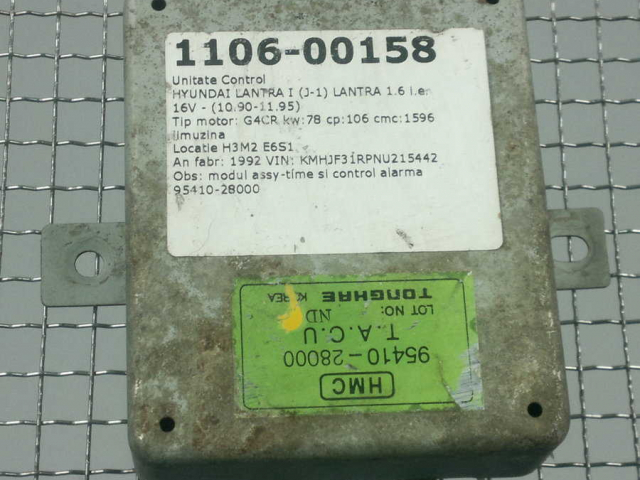 1106-00158
Unitate Control
HYUNDAI LANTRA I (J-1) LANTRA 1.6 i.e.
16V - (10.90-11.95)
Tip motor: G4CR kw:78 cp:106 cmc:1596
limuzina
Locatie H3M2 E6S1
An fabr: 1992 VIN: KMHJF31RPNU215442
Obs: modul assy-time si control alarma
95410-28000
HMC
95410-28000
T.A.C.U
LOT NO: ND
TONGHAE KOREA